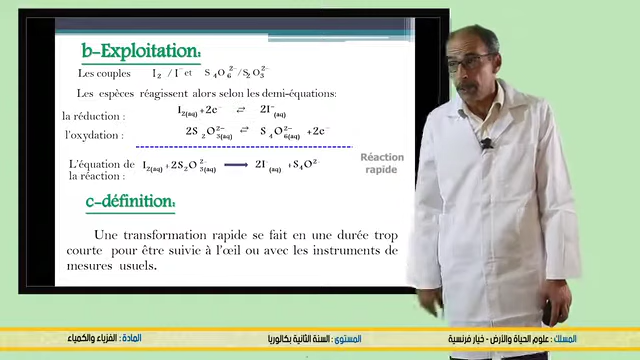 b-Exploitation:
Les couples I₂ / I⁻ et S₄O₆²⁻/S₂O₃²⁻
Les espèces réagissent alors selon les demi-équations:
la réduction : I₂(aq) + 2e⁻ ⇄ 2I⁻(aq)
l'oxydation : 2S₂O₃²⁻(aq) ⇄ S₄O₆²⁻(aq) + 2e⁻
L'équation de la réaction : I₂(aq) + 2S₂O₃²⁻(aq) → 2I⁻(aq) + S₄O²⁻
Réaction rapide
c-définition:
Une transformation rapide se fait en une durée trop
courte pour être suivie à l'œil ou avec les instruments de
mesures usuels.
المسلك : علوم الحياة والأرض - خيار فرنسية
المستوى : السنة الثانية بكالوريا
المادة : الفزياء والكمياء